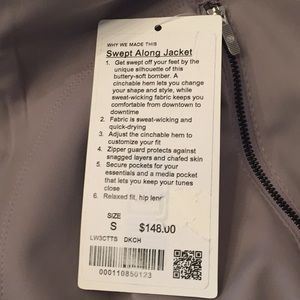 WHY WE MADE THIS
Swept Along Jacket
1. Get swept off your feet by the
unique silhouette of this
buttery-soft bomber. A
cinchable hem lets you change
your shape and style, while
sweat-wicking fabric keeps you
comfortable from downtown to
downtime
2. Fabric is sweat-wicking and
quick-drying
3. Adjust the cinchable hem to
customize your fit
4. Zipper guard protects against
snagged layers and chafed skin
5. Secure pockets for your
essentials and a media pocket
that lets you keep your tunes
close
6. Relaxed fit, hip length
SIZE
S $148.00
LW3CTTS DKCH
000110850123